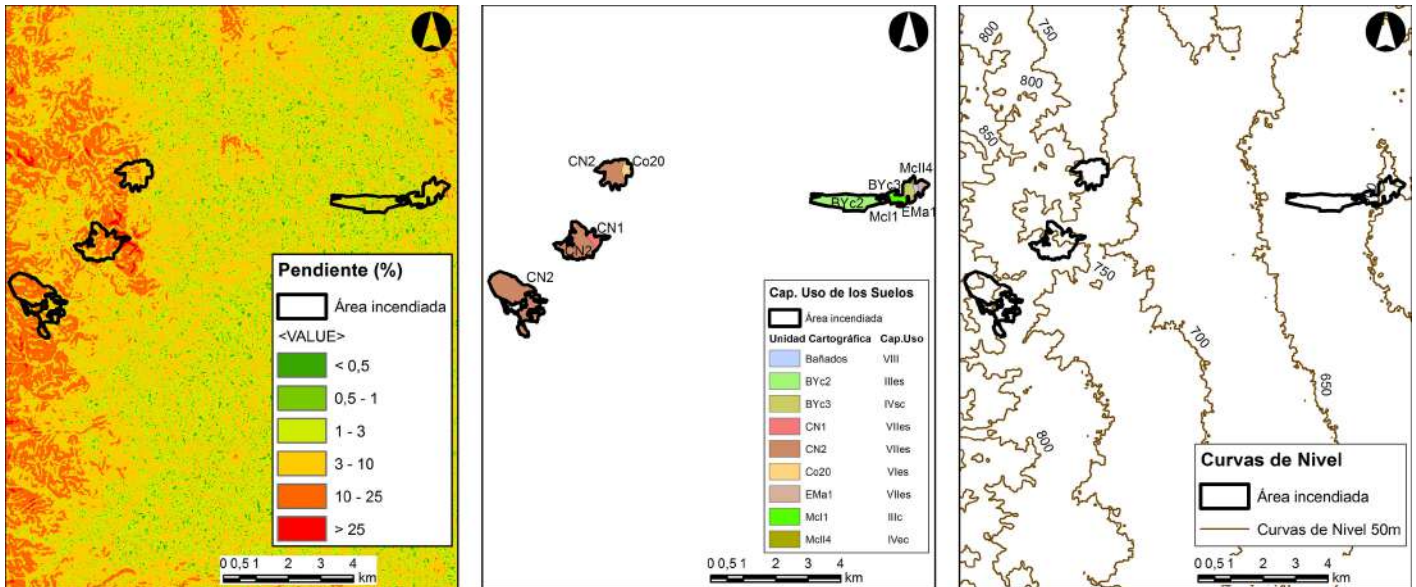 Pendiente (%)
Área incendiada
<VALUE>
< 0,5
0,5 - 1
1 - 3
3 - 10
10 - 25
> 25
0 0,5 1 2 3 4
km
CN2
Co20
McII4
BYc3
BYc2
McI1
EMa1
CN1
CN2
CN2
Cap. Uso de los Suelos
Área incendiada
Unidad Cartográfica Cap.Uso
Bañados VIII
BYc2 IIIes
BYc3 IVsc
CN1 VIIes
CN2 VIIes
Co20 VIes
EMa1 VIIes
McI1 IIIc
McII4 IVec
0 0,5 1 2 3 4
km
800
750
800
850
750
700
650
800
Curvas de Nivel
Área incendiada
Curvas de Nivel 50m
0 0,5 1 2 3 4
km